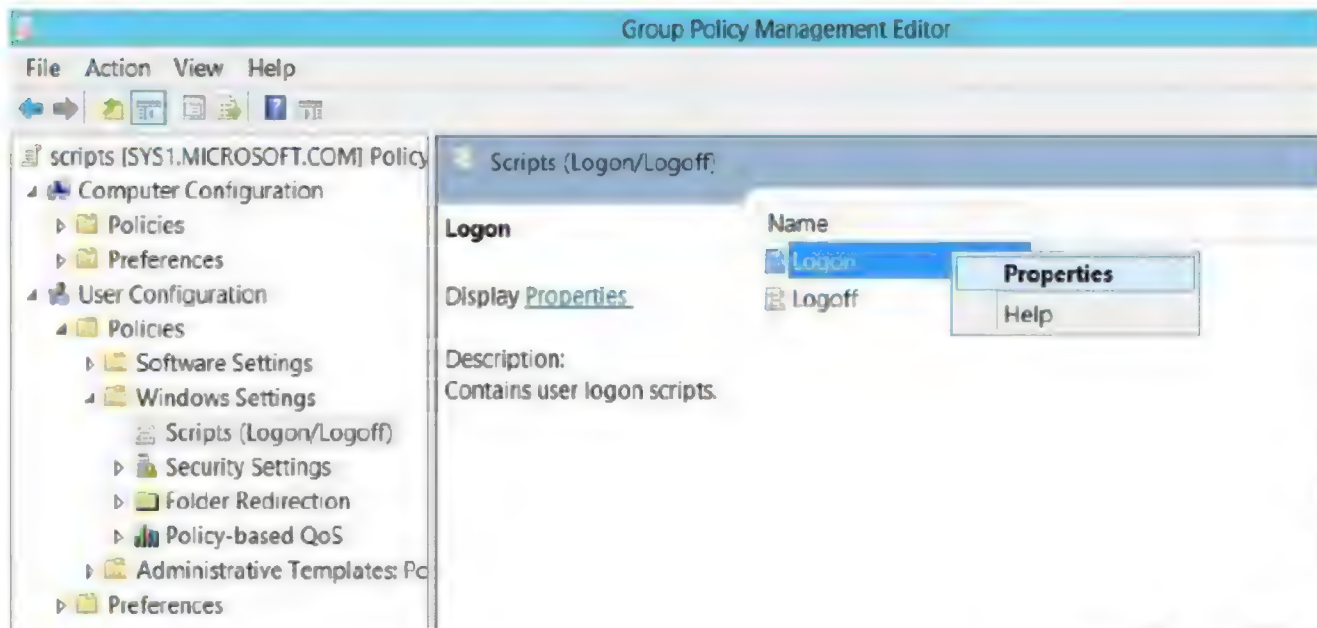 Group Policy Management Editor
File Action View Help
scripts [SYS1.MICROSOFT.COM] Policy
Computer Configuration
Policies
Preferences
User Configuration
Policies
Software Settings
Windows Settings
Scripts (Logon/Logoff)
Security Settings
Folder Redirection
Policy-based QoS
Administrative Templates: Po
Preferences
Scripts (Logon/Logoff)
Logon
Display Properties
Description:
Contains user logon scripts.
Name
Logon
Logoff
Properties
Help